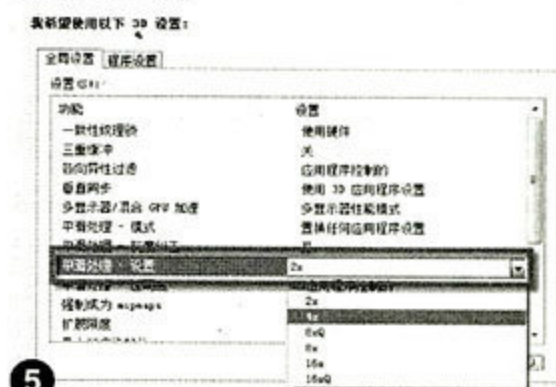 我希望使用以下 3D 设置:
全局设置 程序设置
设置(S):
功能 设置
一致性纹理锁 使用硬件
三重缓冲 关
各向异性过滤 应用程序控制的
垂直同步 使用 3D 应用程序设置
多显示器/混合 GPU 加速 多显示器性能模式
平滑处理 - 模式 置换任何应用程序设置
平滑处理 - 设置 2x
应用程序控制的
2x
强制成为 mipmaps
4x
扩展限度
8xQ
8x
16x
16xQ
5